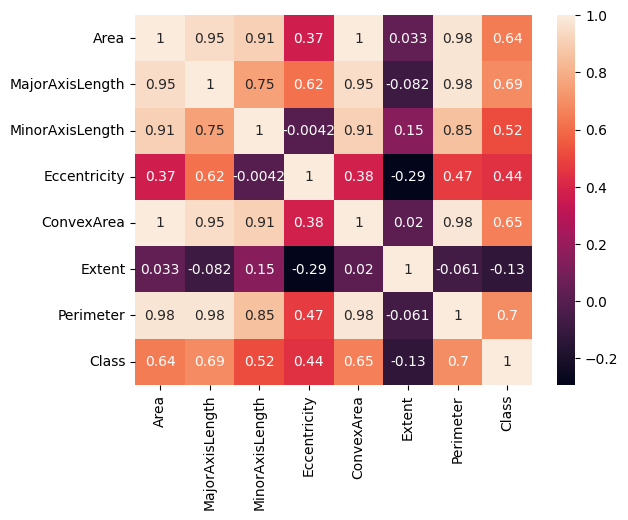 Area 1 0.95 0.91 0.37 1 0.033 0.98 0.64
MajorAxisLength 0.95 1 0.75 0.62 0.95 -0.082 0.98 0.69
MinorAxisLength 0.91 0.75 1 -0.0042 0.91 0.15 0.85 0.52
Eccentricity 0.37 0.62 -0.0042 1 0.38 -0.29 0.47 0.44
ConvexArea 1 0.95 0.91 0.38 1 0.02 0.98 0.65
Extent 0.033 -0.082 0.15 -0.29 0.02 1 -0.061 -0.13
Perimeter 0.98 0.98 0.85 0.47 0.98 -0.061 1 0.7
Class 0.64 0.69 0.52 0.44 0.65 -0.13 0.7 1
Area
MajorAxisLength
MinorAxisLength
Eccentricity
ConvexArea
Extent
Perimeter
Class
1.0
0.8
0.6
0.4
0.2
0.0
−0.2